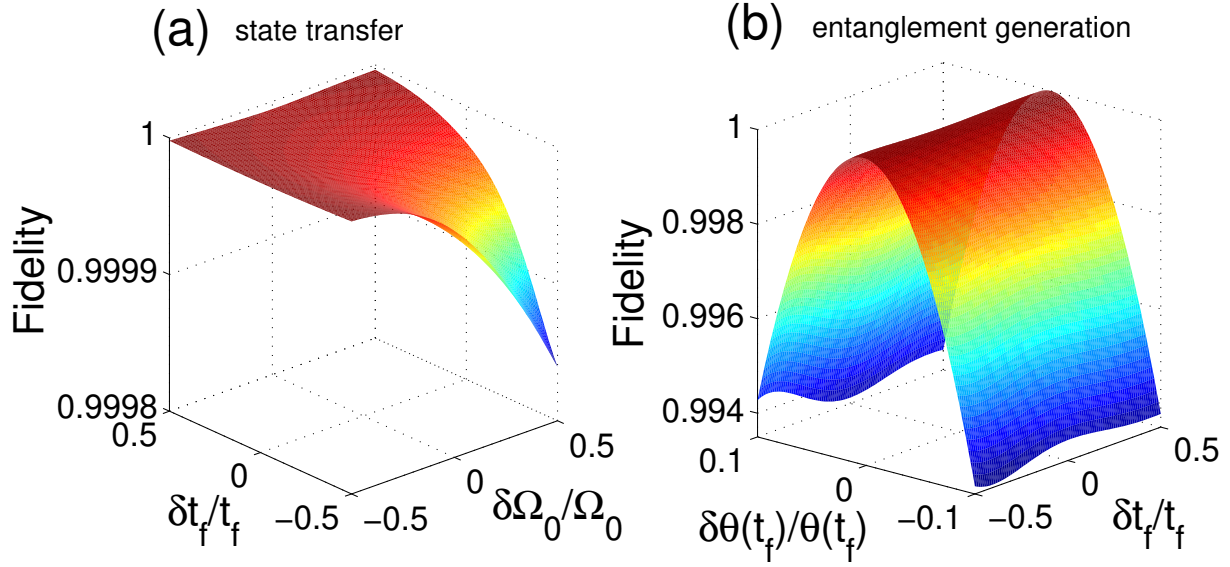 (a) state transfer
Fidelity
1
0.9999
0.9998
0.5
0
−0.5
δt_f/t_f
−0.5
0
0.5
δΩ_0/Ω_0
(b) entanglement generation
Fidelity
1
0.998
0.996
0.994
0.1
0
−0.1
δθ(t_f)/θ(t_f)
−0.5
0
0.5
δt_f/t_f